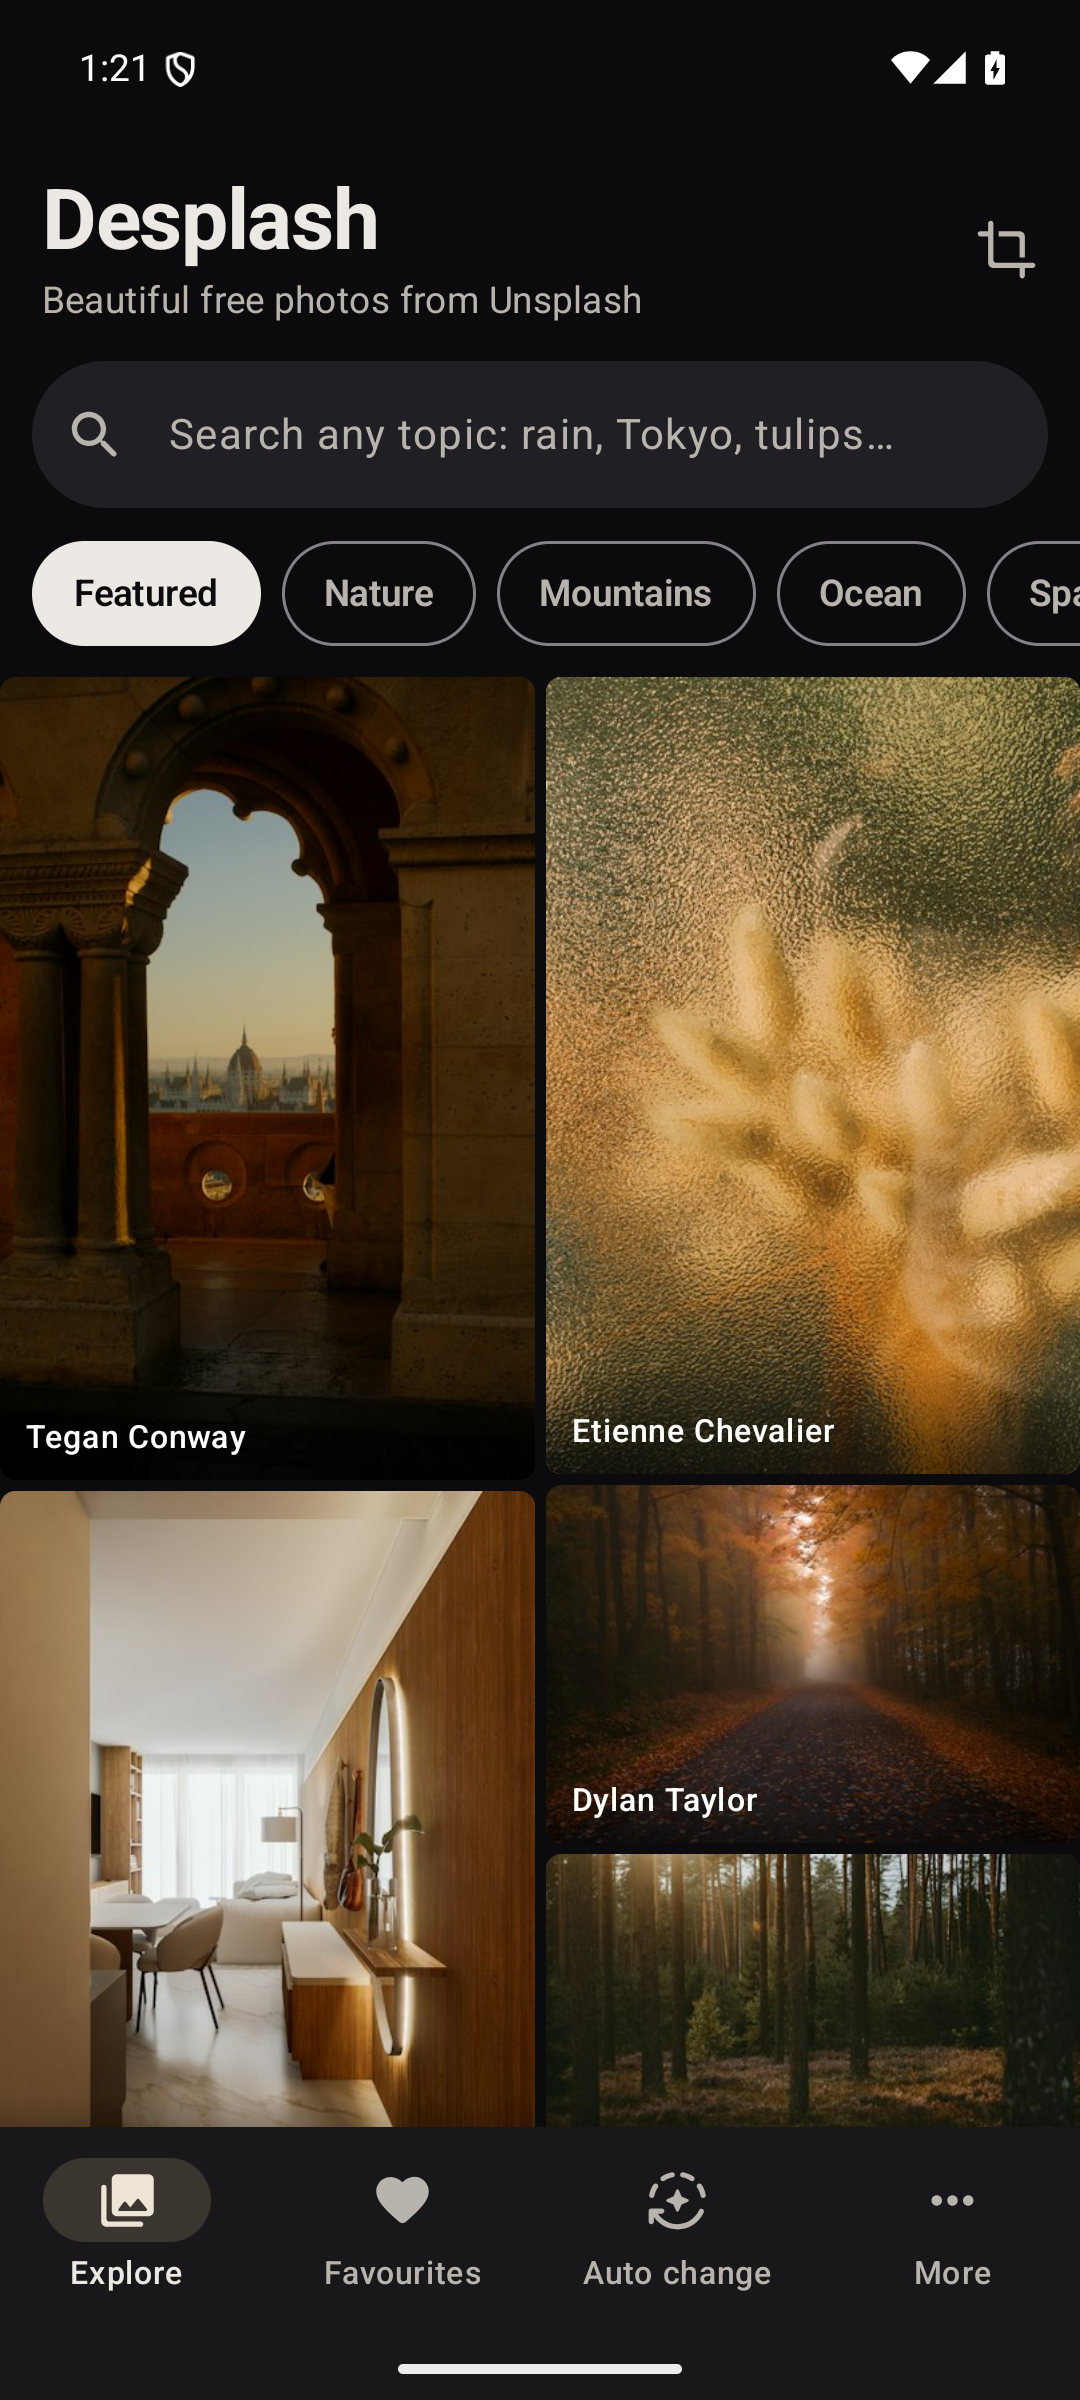 1:21
Desplash
Beautiful free photos from Unsplash
Search any topic: rain, Tokyo, tulips…
Featured
Nature
Mountains
Ocean
Spa
Tegan Conway
Etienne Chevalier
Dylan Taylor
Explore
Favourites
Auto change
More